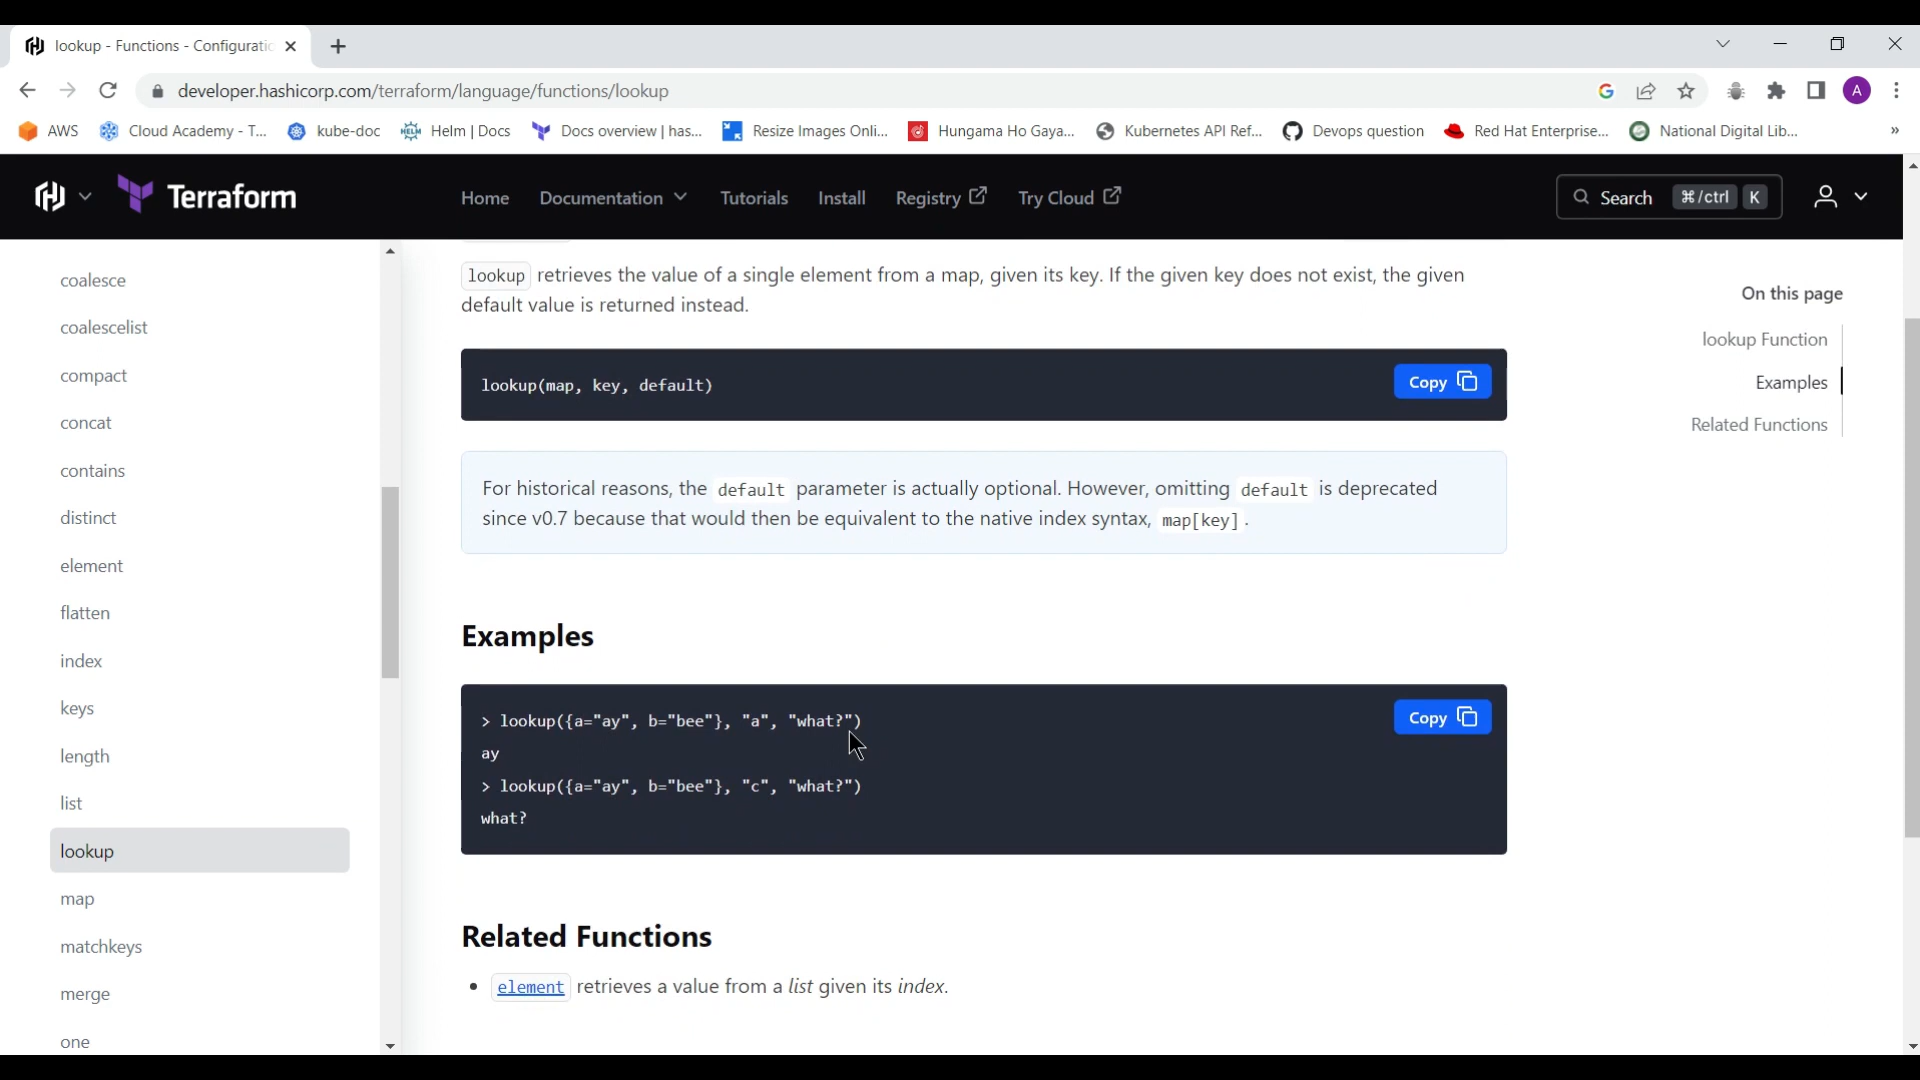 lookup - Functions - Configuratic
developer.hashicorp.com/terraform/language/functions/lookup
A
AWS
Cloud Academy - T...
kube-doc
HELM
Helm | Docs
Docs overview | has...
Resize Images Onli...
Hungama Ho Gaya...
Kubernetes API Ref...
Devops question
Red Hat Enterprise...
National Digital Lib...
»
Terraform
Home
Documentation
Tutorials
Install
Registry
Try Cloud
Search
⌘/ctrl
K
coalesce
coalescelist
compact
concat
contains
distinct
element
flatten
index
keys
length
list
lookup
map
matchkeys
merge
one
lookup retrieves the value of a single element from a map, given its key. If the given key does not exist, the given
default value is returned instead.
lookup(map, key, default)
Copy
For historical reasons, the default parameter is actually optional. However, omitting default is deprecated
since v0.7 because that would then be equivalent to the native index syntax, map[key].
Examples
> lookup({a="ay", b="bee"}, "a", "what?")
ay
> lookup({a="ay", b="bee"}, "c", "what?")
what?
Copy
Related Functions
• element retrieves a value from a list given its index.
On this page
lookup Function
Examples
Related Functions